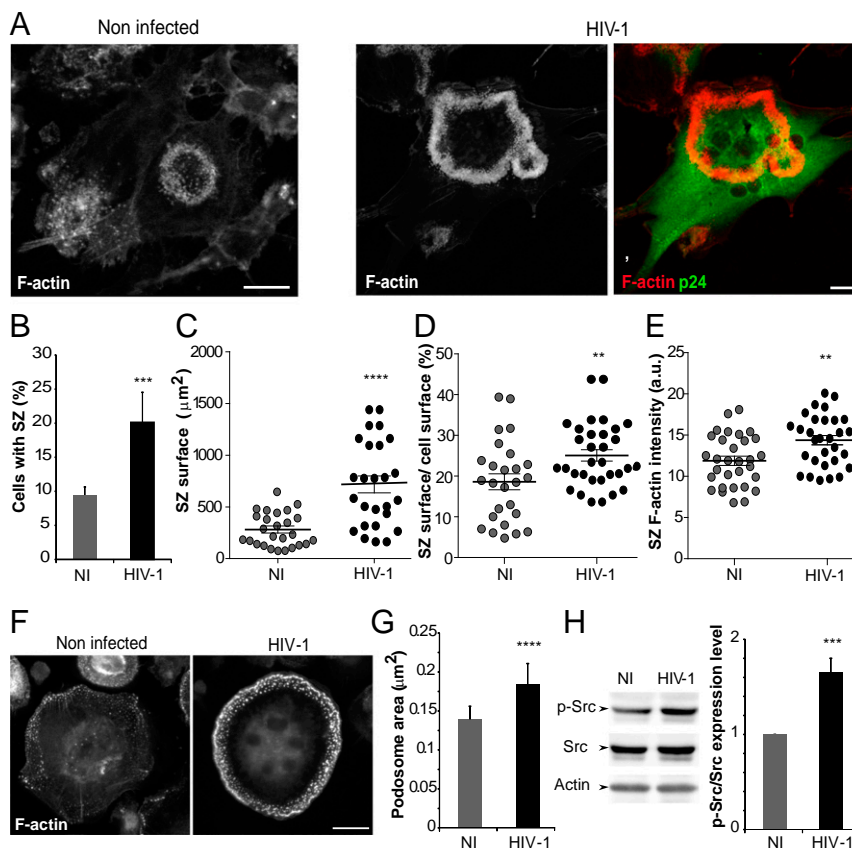 A
Non infected
HIV-1
F-actin
F-actin
,
F-actin p24
B
Cells with SZ (%)
30
25
20
15
10
5
0
***
NI
HIV-1
C
SZ surface (μm2)
2000
1500
1000
500
0
****
NI
HIV-1
D
SZ surface/ cell surface (%)
50
40
30
20
10
0
**
NI
HIV-1
E
SZ F-actin intensity (a.u.)
25
20
15
10
5
0
**
NI
HIV-1
F
Non infected
HIV-1
F-actin
G
Podosome area (μm2)
0.25
0.2
0.15
0.1
0.05
0
****
NI
HIV-1
H
NI
HIV-1
p-Src
Src
Actin
p-Src/Src expression level
2
1
0
***
NI
HIV-1